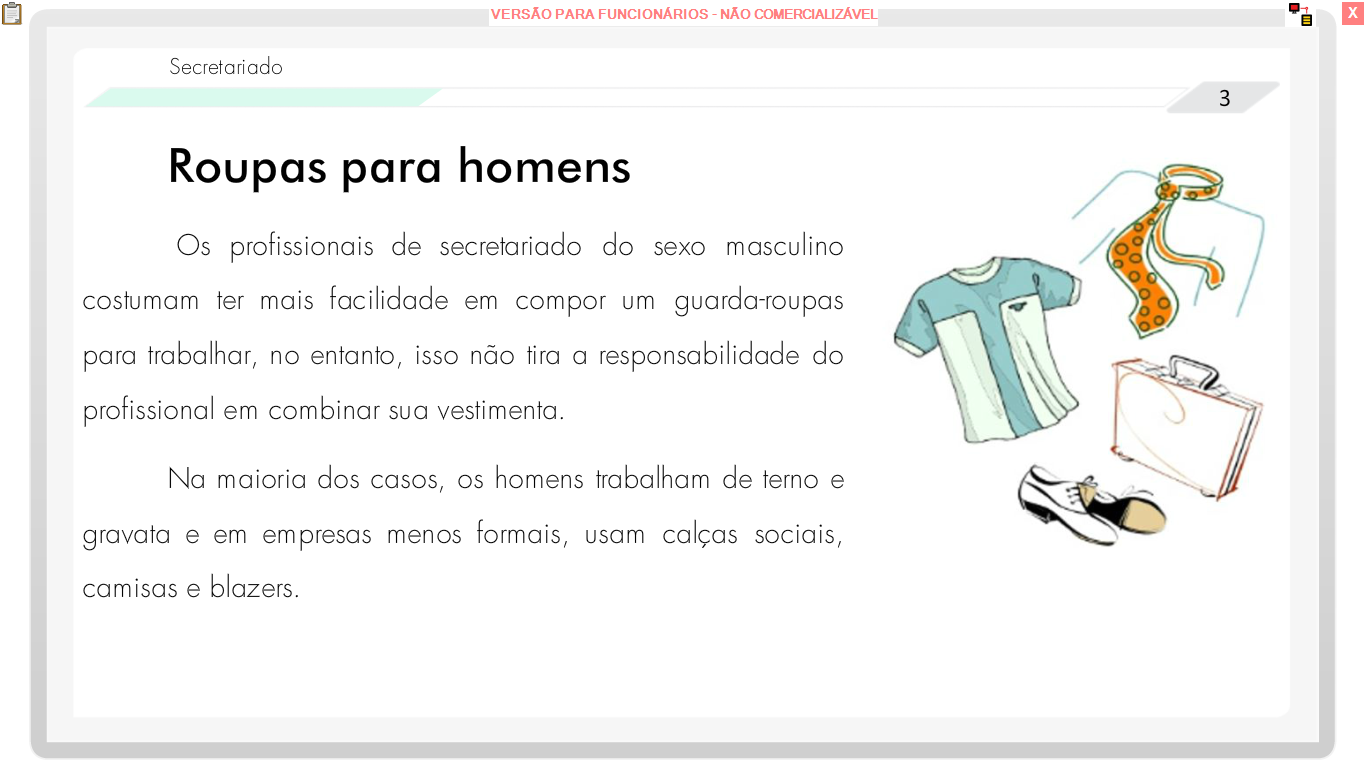 VERSÃO PARA FUNCIONÁRIOS - NÃO COMERCIALIZÁVEL
X
Secretariado
3
Roupas para homens
Os profissionais de secretariado do sexo masculino
costumam ter mais facilidade em compor um guarda-roupas
para trabalhar, no entanto, isso não tira a responsabilidade do
profissional em combinar sua vestimenta.
Na maioria dos casos, os homens trabalham de terno e
gravata e em empresas menos formais, usam calças sociais,
camisas e blazers.